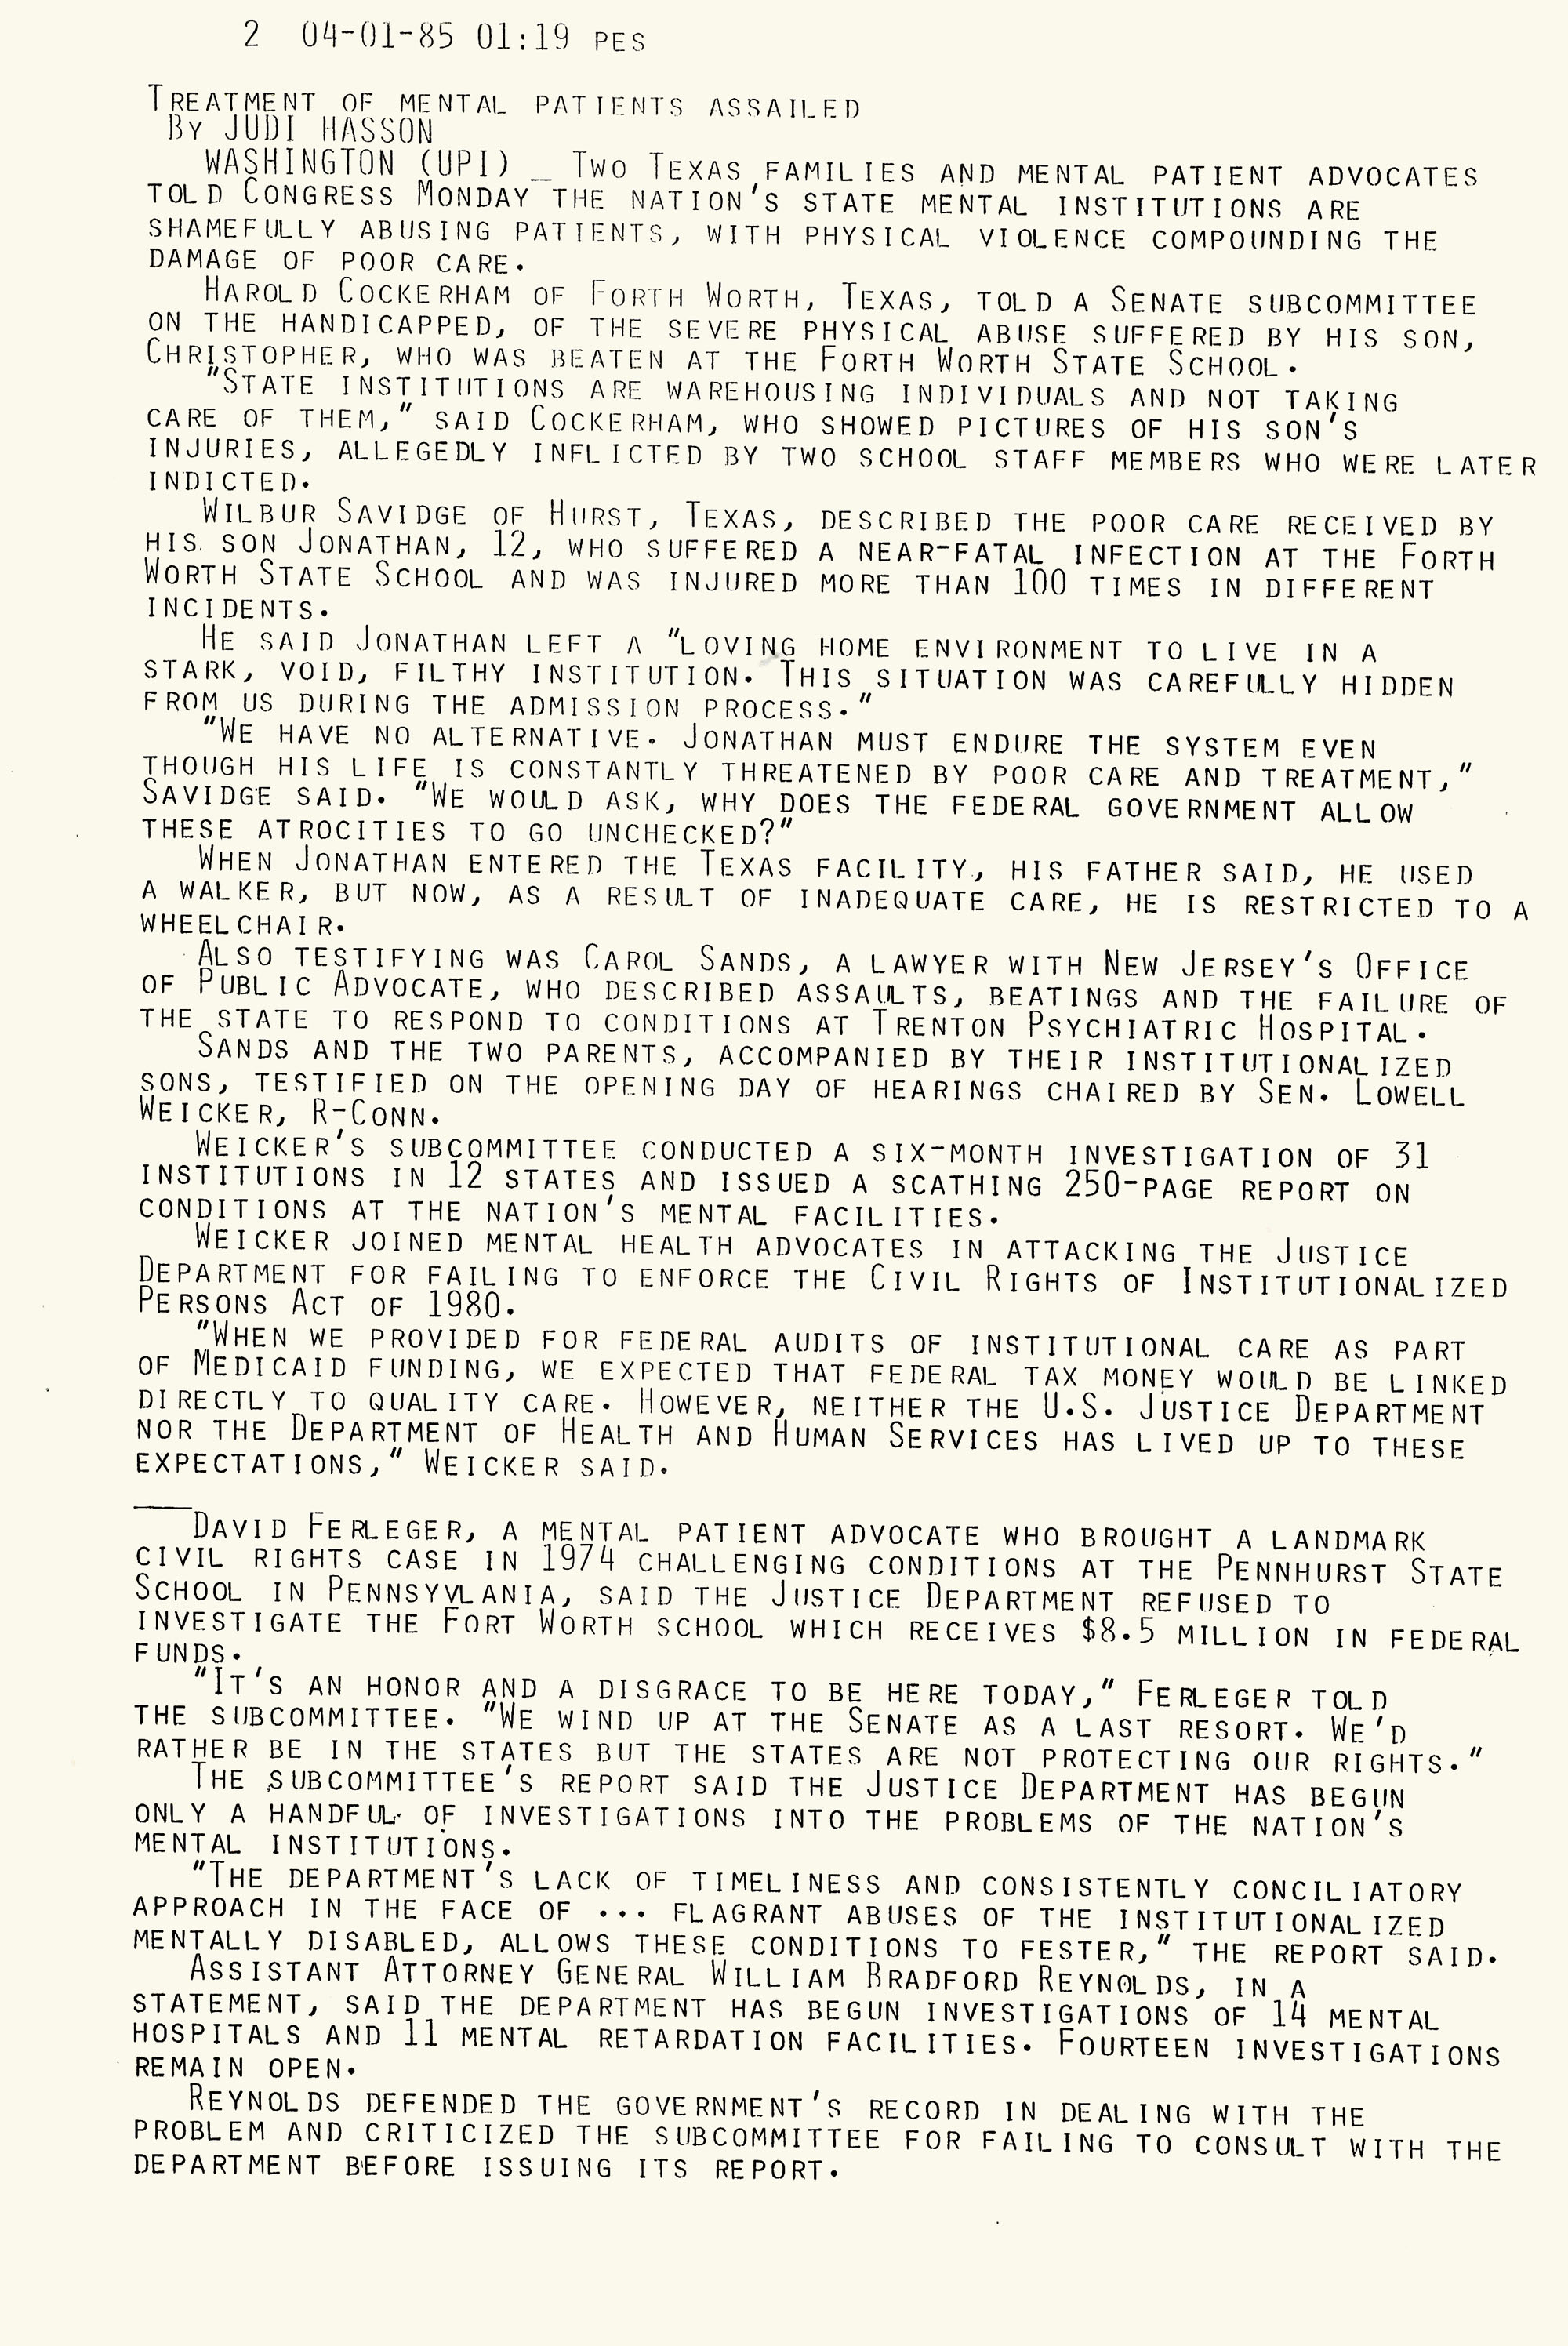 2 04-01-85 01:19 PES
TREATMENT OF MENTAL PATIENTS ASSAILED
BY JUDI HASSON
WASHINGTON (UPI) _ TWO TEXAS FAMILIES AND MENTAL PATIENT ADVOCATES
TOLD CONGRESS MONDAY THE NATION'S STATE MENTAL INSTITUTIONS ARE
SHAMEFULLY ABUSING PATIENTS, WITH PHYSICAL VIOLENCE COMPOUNDING THE
DAMAGE OF POOR CARE.
HAROLD COCKERHAM OF FORTH WORTH, TEXAS, TOLD A SENATE SUBCOMMITTEE
ON THE HANDICAPPED, OF THE SEVERE PHYSICAL ABUSE SUFFERED BY HIS SON,
CHRISTOPHER, WHO WAS BEATEN AT THE FORTH WORTH STATE SCHOOL.
"STATE INSTITUTIONS ARE WAREHOUSING INDIVIDUALS AND NOT TAKING
CARE OF THEM," SAID COCKERHAM, WHO SHOWED PICTURES OF HIS SON'S
INJURIES, ALLEGEDLY INFLICTED BY TWO SCHOOL STAFF MEMBERS WHO WERE LATER
INDICTED.
WILBUR SAVIDGE OF HURST, TEXAS, DESCRIBED THE POOR CARE RECEIVED BY
HIS SON JONATHAN, 12, WHO SUFFERED A NEAR-FATAL INFECTION AT THE FORTH
WORTH STATE SCHOOL AND WAS INJURED MORE THAN 100 TIMES IN DIFFERENT
INCIDENTS.
HE SAID JONATHAN LEFT A "LOVING HOME ENVIRONMENT TO LIVE IN A
STARK, VOID, FILTHY INSTITUTION. THIS SITUATION WAS CAREFULLY HIDDEN
FROM US DURING THE ADMISSION PROCESS."
"WE HAVE NO ALTERNATIVE. JONATHAN MUST ENDURE THE SYSTEM EVEN
THOUGH HIS LIFE IS CONSTANTLY THREATENED BY POOR CARE AND TREATMENT,"
SAVIDGE SAID. "WE WOULD ASK, WHY DOES THE FEDERAL GOVERNMENT ALLOW
THESE ATROCITIES TO GO UNCHECKED?"
WHEN JONATHAN ENTERED THE TEXAS FACILITY, HIS FATHER SAID, HE USED
A WALKER, BUT NOW, AS A RESULT OF INADEQUATE CARE, HE IS RESTRICTED TO A
WHEELCHAIR.
ALSO TESTIFYING WAS CAROL SANDS, A LAWYER WITH NEW JERSEY'S OFFICE
OF PUBLIC ADVOCATE, WHO DESCRIBED ASSAULTS, BEATINGS AND THE FAILURE OF
THE STATE TO RESPOND TO CONDITIONS AT TRENTON PSYCHIATRIC HOSPITAL.
SANDS AND THE TWO PARENTS, ACCOMPANIED BY THEIR INSTITUTIONALIZED
SONS, TESTIFIED ON THE OPENING DAY OF HEARINGS CHAIRED BY SEN. LOWELL
WEICKER, R-CONN.
WEICKER'S SUBCOMMITTEE CONDUCTED A SIX-MONTH INVESTIGATION OF 31
INSTITUTIONS IN 12 STATES AND ISSUED A SCATHING 250-PAGE REPORT ON
CONDITIONS AT THE NATION'S MENTAL FACILITIES.
WEICKER JOINED MENTAL HEALTH ADVOCATES IN ATTACKING THE JUSTICE
DEPARTMENT FOR FAILING TO ENFORCE THE CIVIL RIGHTS OF INSTITUTIONALIZED
PERSONS ACT OF 1980.
"WHEN WE PROVIDED FOR FEDERAL AUDITS OF INSTITUTIONAL CARE AS PART
OF MEDICAID FUNDING, WE EXPECTED THAT FEDERAL TAX MONEY WOULD BE LINKED
DIRECTLY TO QUALITY CARE. HOWEVER, NEITHER THE U.S. JUSTICE DEPARTMENT
NOR THE DEPARTMENT OF HEALTH AND HUMAN SERVICES HAS LIVED UP TO THESE
EXPECTATIONS," WEICKER SAID.
DAVID FERLEGER, A MENTAL PATIENT ADVOCATE WHO BROUGHT A LANDMARK
CIVIL RIGHTS CASE IN 1974 CHALLENGING CONDITIONS AT THE PENNHURST STATE
SCHOOL IN PENNSYVLANIA, SAID THE JUSTICE DEPARTMENT REFUSED TO
INVESTIGATE THE FORT WORTH SCHOOL WHICH RECEIVES $8.5 MILLION IN FEDERAL
FUNDS.
"IT'S AN HONOR AND A DISGRACE TO BE HERE TODAY," FERLEGER TOLD
THE SUBCOMMITTEE. "WE WIND UP AT THE SENATE AS A LAST RESORT. WE'D
RATHER BE IN THE STATES BUT THE STATES ARE NOT PROTECTING OUR RIGHTS."
THE SUBCOMMITTEE'S REPORT SAID THE JUSTICE DEPARTMENT HAS BEGUN
ONLY A HANDFUL OF INVESTIGATIONS INTO THE PROBLEMS OF THE NATION'S
MENTAL INSTITUTIONS.
"THE DEPARTMENT'S LACK OF TIMELINESS AND CONSISTENTLY CONCILIATORY
APPROACH IN THE FACE OF ... FLAGRANT ABUSES OF THE INSTITUTIONALIZED
MENTALLY DISABLED, ALLOWS THESE CONDITIONS TO FESTER," THE REPORT SAID.
ASSISTANT ATTORNEY GENERAL WILLIAM BRADFORD REYNOLDS, IN A
STATEMENT, SAID THE DEPARTMENT HAS BEGUN INVESTIGATIONS OF 14 MENTAL
HOSPITALS AND 11 MENTAL RETARDATION FACILITIES. FOURTEEN INVESTIGATIONS
REMAIN OPEN.
REYNOLDS DEFENDED THE GOVERNMENT'S RECORD IN DEALING WITH THE
PROBLEM AND CRITICIZED THE SUBCOMMITTEE FOR FAILING TO CONSULT WITH THE
DEPARTMENT BEFORE ISSUING ITS REPORT.